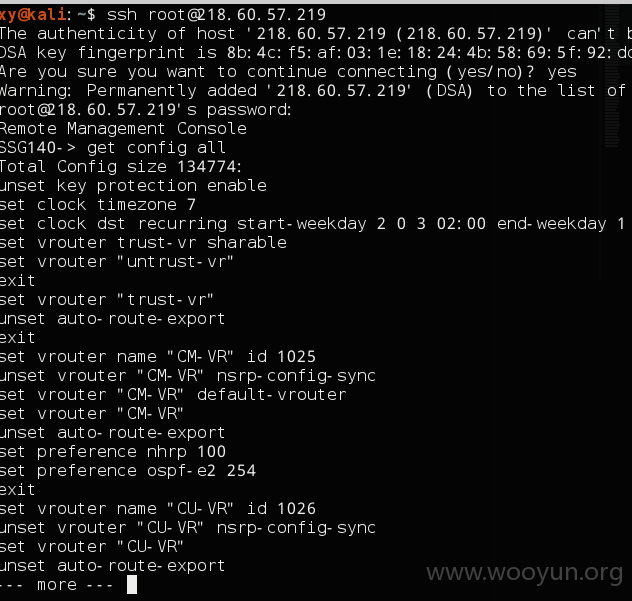 xy@kali:~$ ssh root@218.60.57.219
The authenticity of host '218.60.57.219 (218.60.57.219)' can't b
DSA key fingerprint is 8b:4c:f5:af:03:1e:18:24:4b:58:69:5f:92:dd
Are you sure you want to continue connecting (yes/no)? yes
Warning: Permanently added '218.60.57.219' (DSA) to the list of
root@218.60.57.219's password:
Remote Management Console
SSG140-> get config all
Total Config size 134774:
unset key protection enable
set clock timezone 7
set clock dst recurring start-weekday 2 0 3 02:00 end-weekday 1
set vrouter trust-vr sharable
set vrouter "untrust-vr"
exit
set vrouter "trust-vr"
unset auto-route-export
exit
set vrouter name "CM-VR" id 1025
unset vrouter "CM-VR" nsrp-config-sync
set vrouter "CM-VR" default-vrouter
set vrouter "CM-VR"
unset auto-route-export
set preference nhrp 100
set preference ospf-e2 254
exit
set vrouter name "CU-VR" id 1026
unset vrouter "CU-VR" nsrp-config-sync
set vrouter "CU-VR"
unset auto-route-export
--- more ---
www.wooyun.org